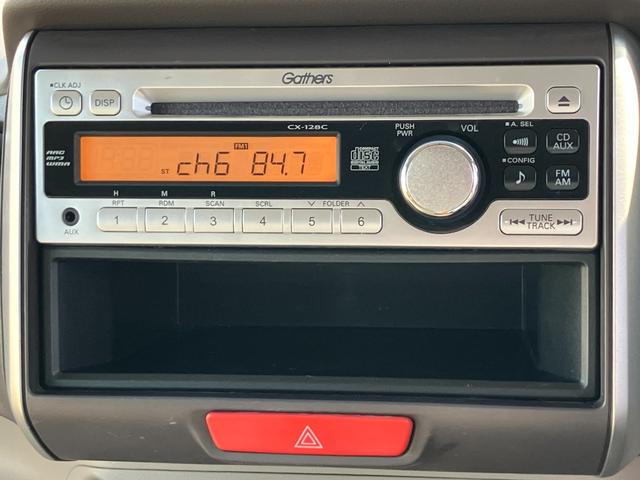 Gathers
CLK ADJ
DISP
CX-128C
AAC
MP3
WMA
FM1
ST ch6 84.7
COMPACT
disc
DIGITAL AUDIO
TEXT
PUSH
PWR
VOL
A. SEL
CD
AUX
CONFIG
FM
AM
TUNE
TRACK
AUX
H M R
RPT RDM SCAN SCRL FOLDER
1 2 3 4 5 6